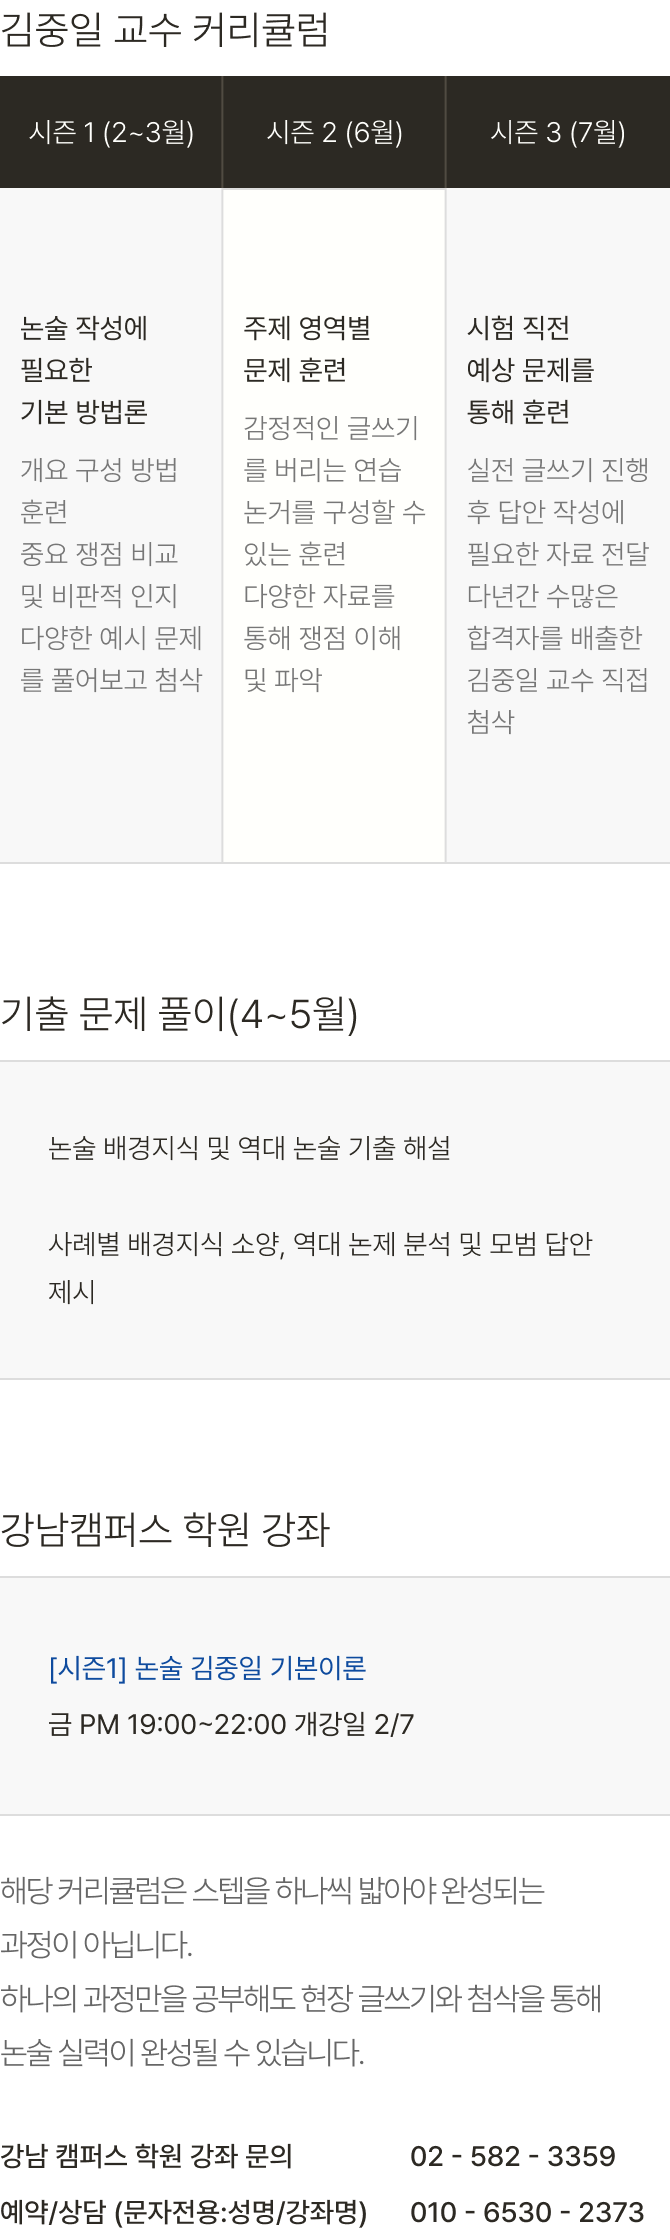 김중일 교수 커리큘럼
시즌 1 (2~3월)
시즌 2 (6월)
시즌 3 (7월)
논술 작성에
필요한
기본 방법론
개요 구성 방법
훈련
중요 쟁점 비교
및 비판적 인지
다양한 예시 문제
를 풀어보고 첨삭
주제 영역별
문제 훈련
감정적인 글쓰기
를 버리는 연습
논거를 구성할 수
있는 훈련
다양한 자료를
통해 쟁점 이해
및 파악
시험 직전
예상 문제를
통해 훈련
실전 글쓰기 진행
후 답안 작성에
필요한 자료 전달
다년간 수많은
합격자를 배출한
김중일 교수 직접
첨삭
기출 문제 풀이(4~5월)
논술 배경지식 및 역대 논술 기출 해설
사례별 배경지식 소양, 역대 논제 분석 및 모범 답안
제시
강남캠퍼스 학원 강좌
[시즌1] 논술 김중일 기본이론
금 PM 19:00~22:00 개강일 2/7
해당 커리큘럼은 스텝을 하나씩 밟아야 완성되는
과정이 아닙니다.
하나의 과정만을 공부해도 현장 글쓰기와 첨삭을 통해
논술 실력이 완성될 수 있습니다.
강남 캠퍼스 학원 강좌 문의 02 - 582 - 3359
예약/상담 (문자전용:성명/강좌명) 010 - 6530 - 2373